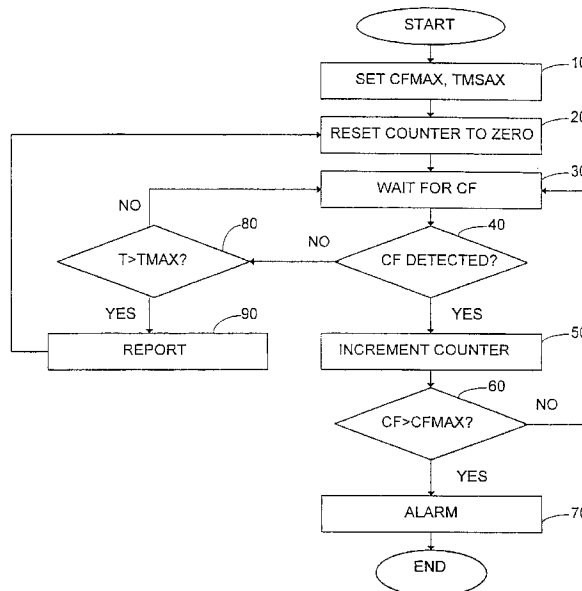 START
10
SET CFMAX, TMSAX
20
RESET COUNTER TO ZERO
30
WAIT FOR CF
NO
80
40
T>TMAX?
NO
CF DETECTED?
YES
90
YES
REPORT
50
INCREMENT COUNTER
60
CF>CFMAX?
NO
YES
ALARM
70
END